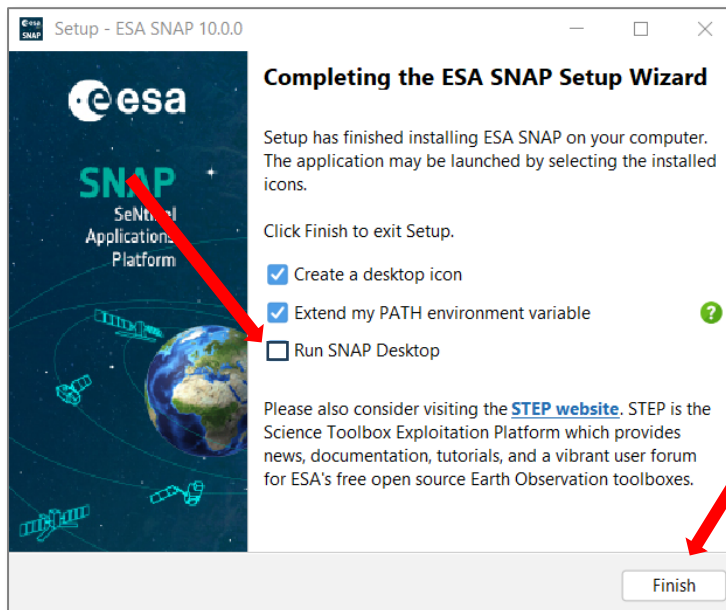 esa
SNAP
Setup - ESA SNAP 10.0.0
esa
SNAP
SeNtinel
Applications
Platform
Completing the ESA SNAP Setup Wizard
Setup has finished installing ESA SNAP on your computer.
The application may be launched by selecting the installed
icons.
Click Finish to exit Setup.
Create a desktop icon
Extend my PATH environment variable
?
Run SNAP Desktop
Please also consider visiting the STEP website. STEP is the
Science Toolbox Exploitation Platform which provides
news, documentation, tutorials, and a vibrant user forum
for ESA's free open source Earth Observation toolboxes.
Finish